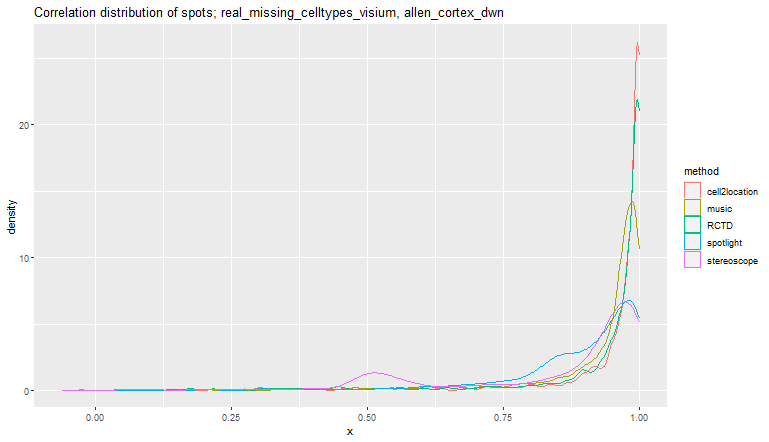 Correlation distribution of spots; real_missing_celltypes_visium, allen_cortex_dwn
density
20
10
0
0.00 0.25 0.50 0.75 1.00
x
method
cell2location
music
RCTD
spotlight
stereoscope